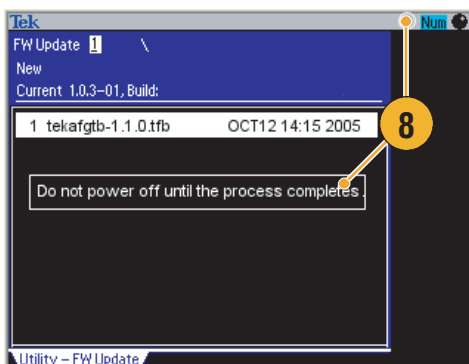 Tek
Num
FW Update 1 \
New
Current 1.0.3-01, Build:
1 tekafgtb-1.1.0.tfb OCT12 14:15 2005
8
Do not power off until the process completes.
Utility - FW Update